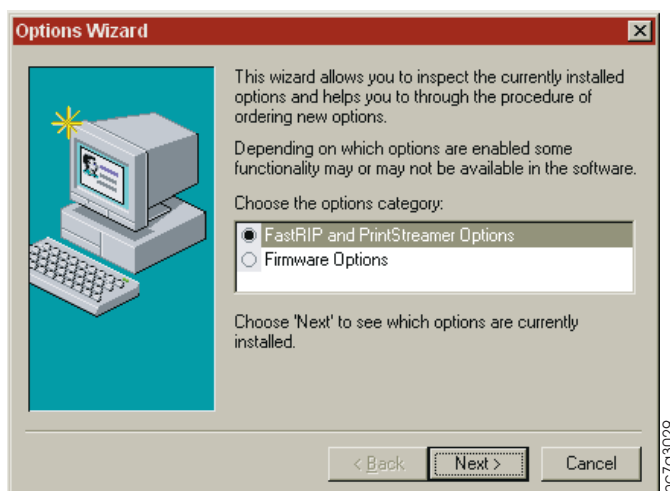 Options Wizard
This wizard allows you to inspect the currently installed
options and helps you to through the procedure of
ordering new options.
Depending on which options are enabled some
functionality may or may not be available in the software.
Choose the options category:
FastRIP and PrintStreamer Options
Firmware Options
Choose 'Next' to see which options are currently
installed.
< Back
Next >
Cancel